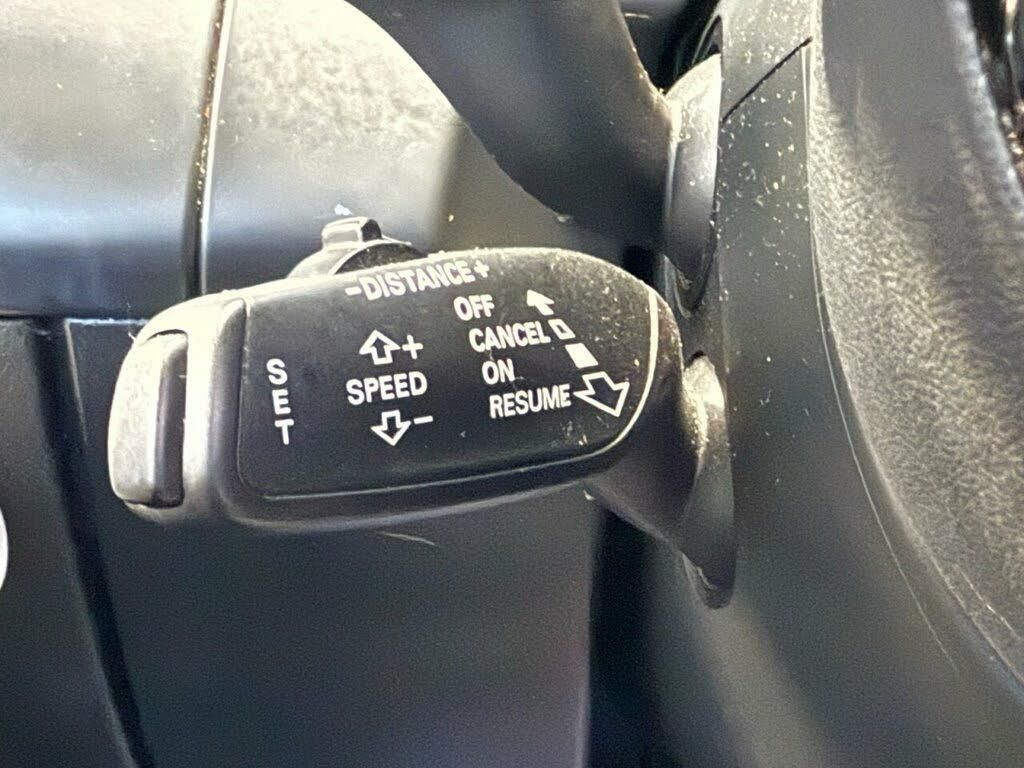 -DISTANCE+
OFF
CANCEL
ON
RESUME
+
SPEED
-
SET